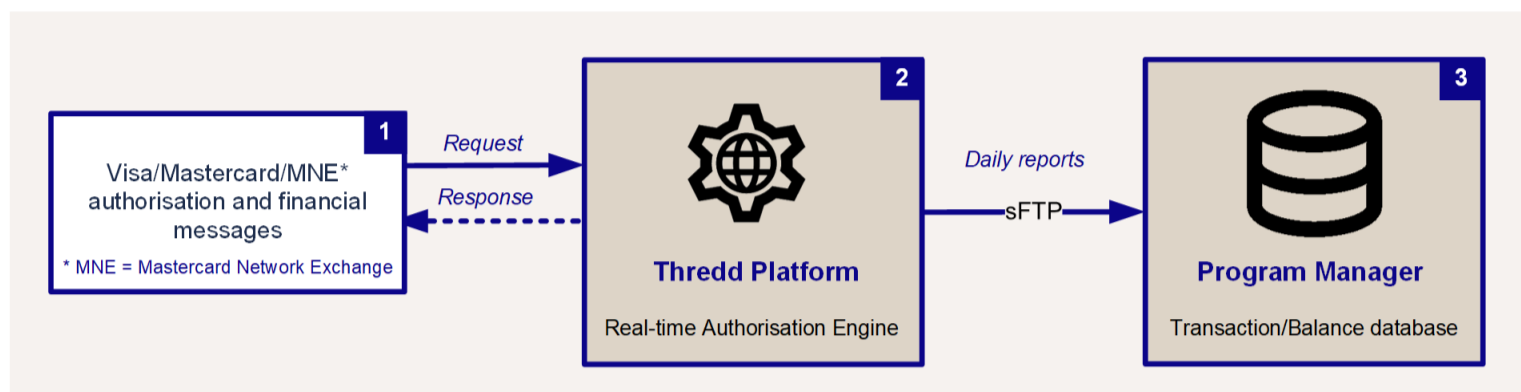 1
Visa/Mastercard/MNE*
authorisation and financial
messages
* MNE = Mastercard Network Exchange
Request
Response
2
Thredd Platform
Real-time Authorisation Engine
Daily reports
sFTP
3
Program Manager
Transaction/Balance database